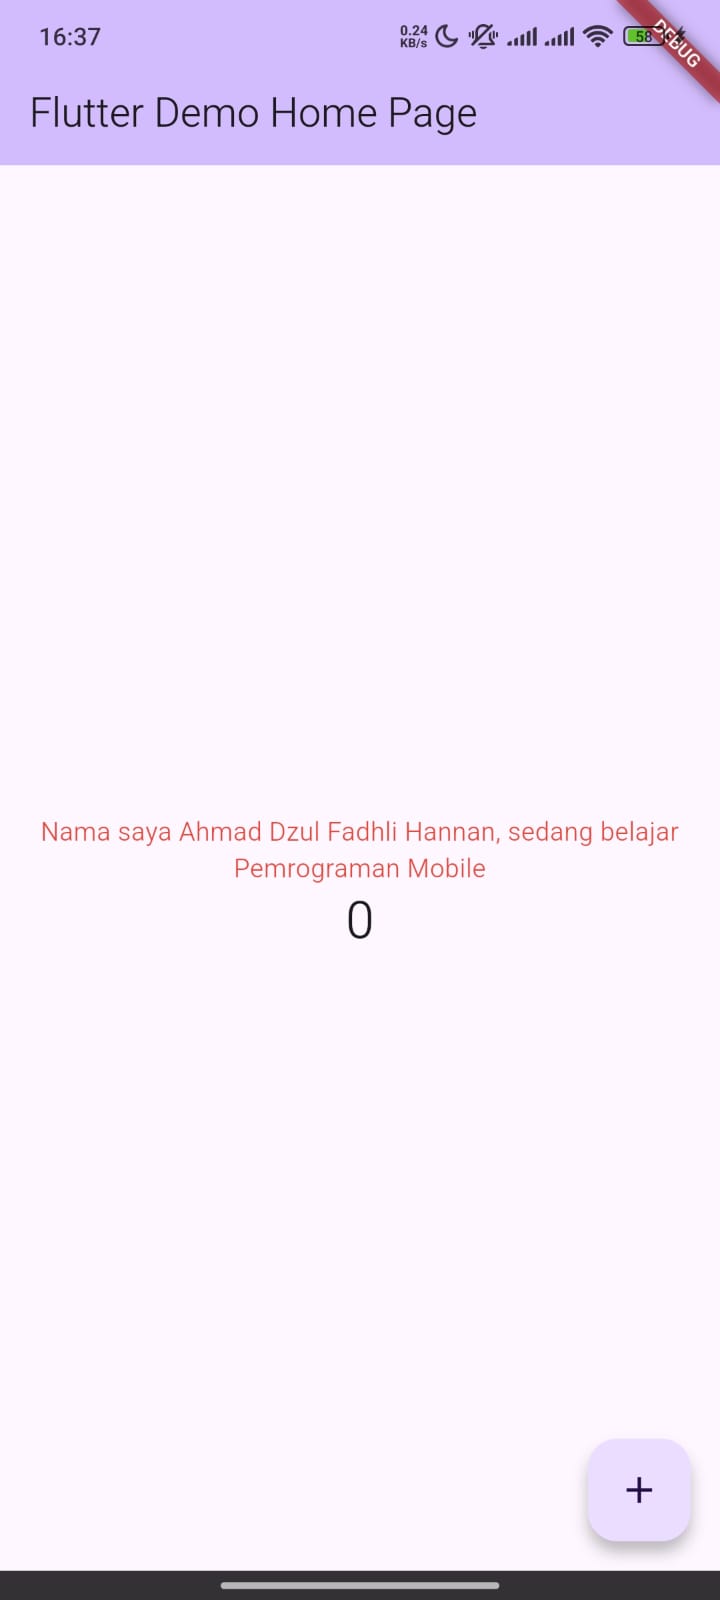 16:37
0.24
KB/s
58
DEBUG
Flutter Demo Home Page
Nama saya Ahmad Dzul Fadhli Hannan, sedang belajar
Pemrograman Mobile
0
+